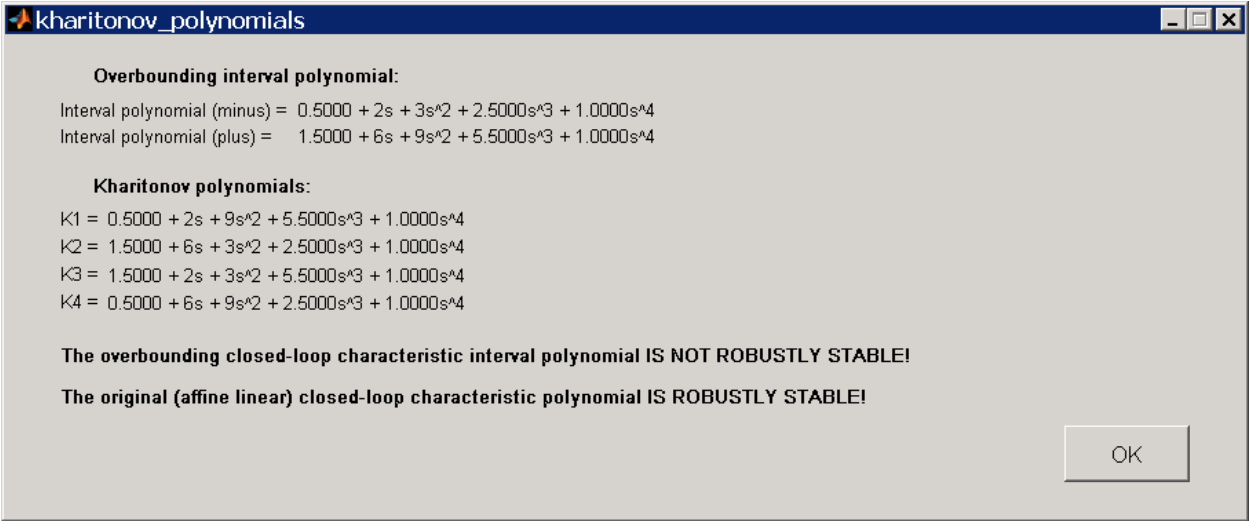 kharitonov_polynomials
Overbounding interval polynomial:
Interval polynomial (minus) = 0.5000 + 2s + 3s^2 + 2.5000s^3 + 1.0000s^4
Interval polynomial (plus) = 1.5000 + 6s + 9s^2 + 5.5000s^3 + 1.0000s^4
Kharitonov polynomials:
K1 = 0.5000 + 2s + 9s^2 + 5.5000s^3 + 1.0000s^4
K2 = 1.5000 + 6s + 3s^2 + 2.5000s^3 + 1.0000s^4
K3 = 1.5000 + 2s + 3s^2 + 5.5000s^3 + 1.0000s^4
K4 = 0.5000 + 6s + 9s^2 + 2.5000s^3 + 1.0000s^4
The overbounding closed-loop characteristic interval polynomial IS NOT ROBUSTLY STABLE!
The original (affine linear) closed-loop characteristic polynomial IS ROBUSTLY STABLE!
OK